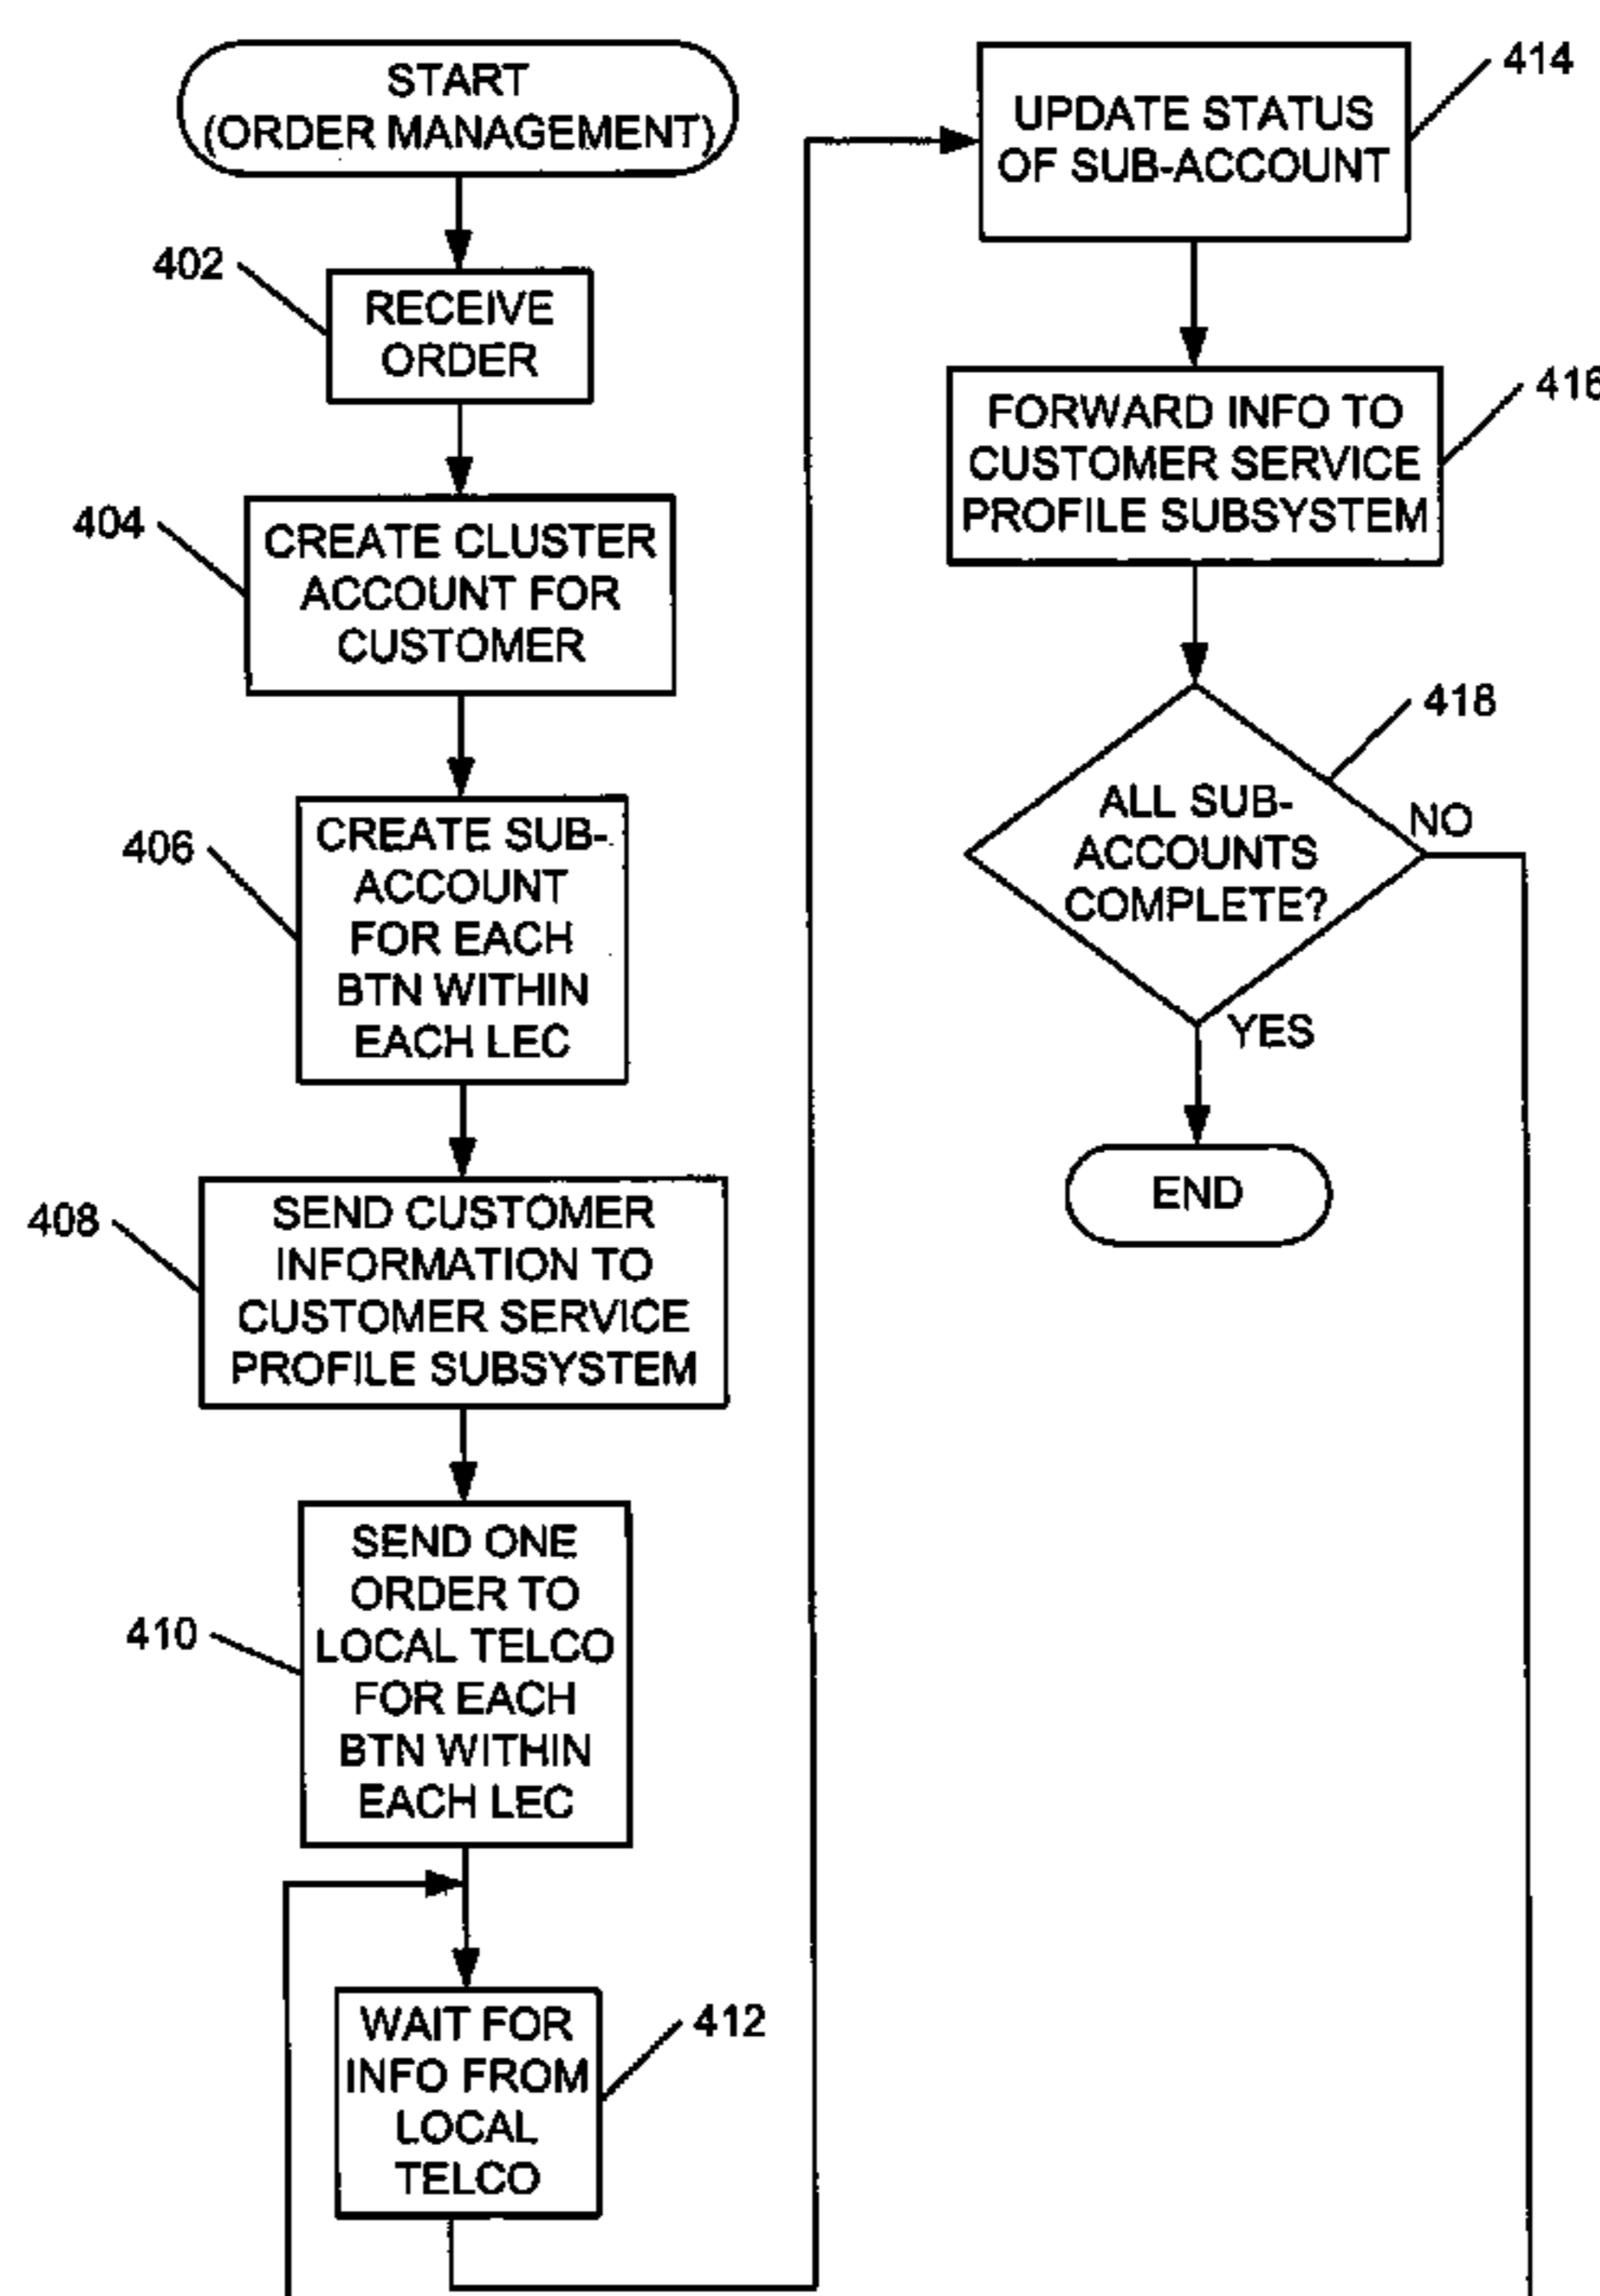 START
(ORDER MANAGEMENT)
402
RECEIVE
ORDER
404
CREATE CLUSTER
ACCOUNT FOR
CUSTOMER
406
CREATE SUB-
ACCOUNT
FOR EACH
BTN WITHIN
EACH LEC
408
SEND CUSTOMER
INFORMATION TO
CUSTOMER SERVICE
PROFILE SUBSYSTEM
410
SEND ONE
ORDER TO
LOCAL TELCO
FOR EACH
BTN WITHIN
EACH LEC
412
WAIT FOR
INFO FROM
LOCAL
TELCO
414
UPDATE STATUS
OF SUB-ACCOUNT
416
FORWARD INFO TO
CUSTOMER SERVICE
PROFILE SUBSYSTEM
418
ALL SUB-
ACCOUNTS
COMPLETE?
NO
YES
END